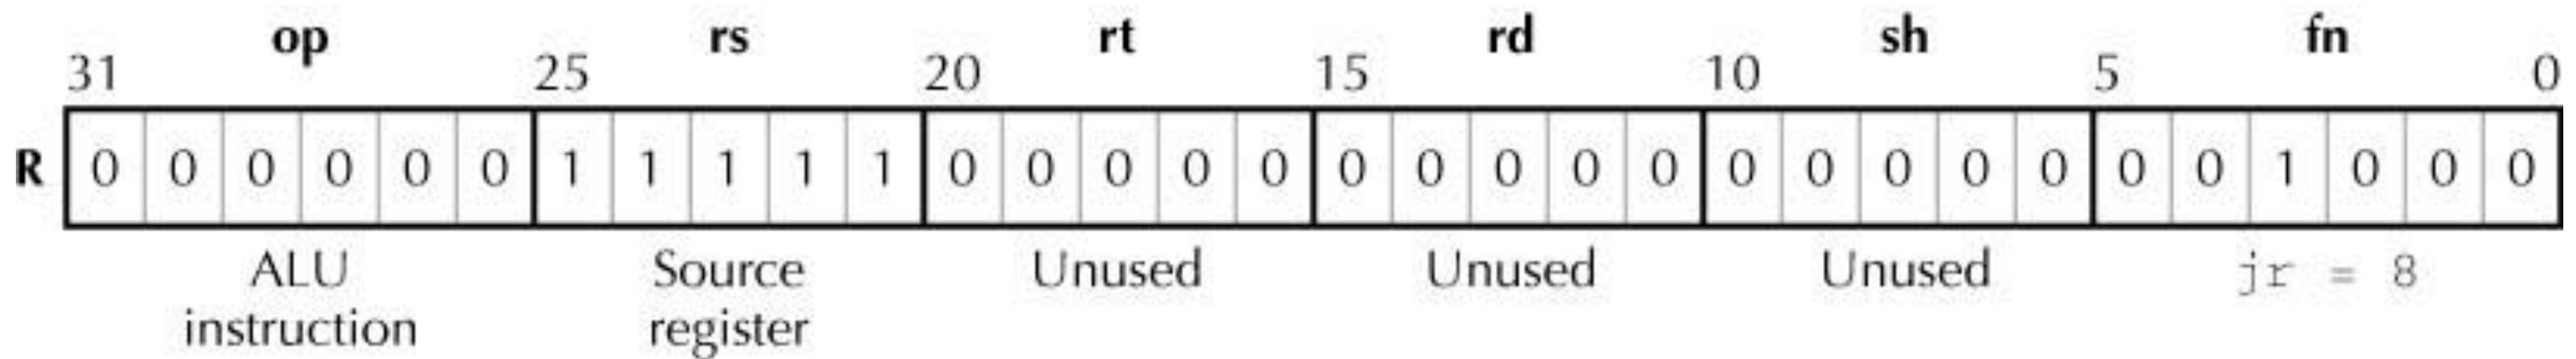 op rs rt rd sh fn
31 25 20 15 10 5 0
R 0 0 0 0 0 0 1 1 1 1 1 0 0 0 0 0 0 0 0 0 0 0 0 0 0 0 0 0 1 0 0 0
ALU Source Unused Unused Unused jr = 8
instruction register